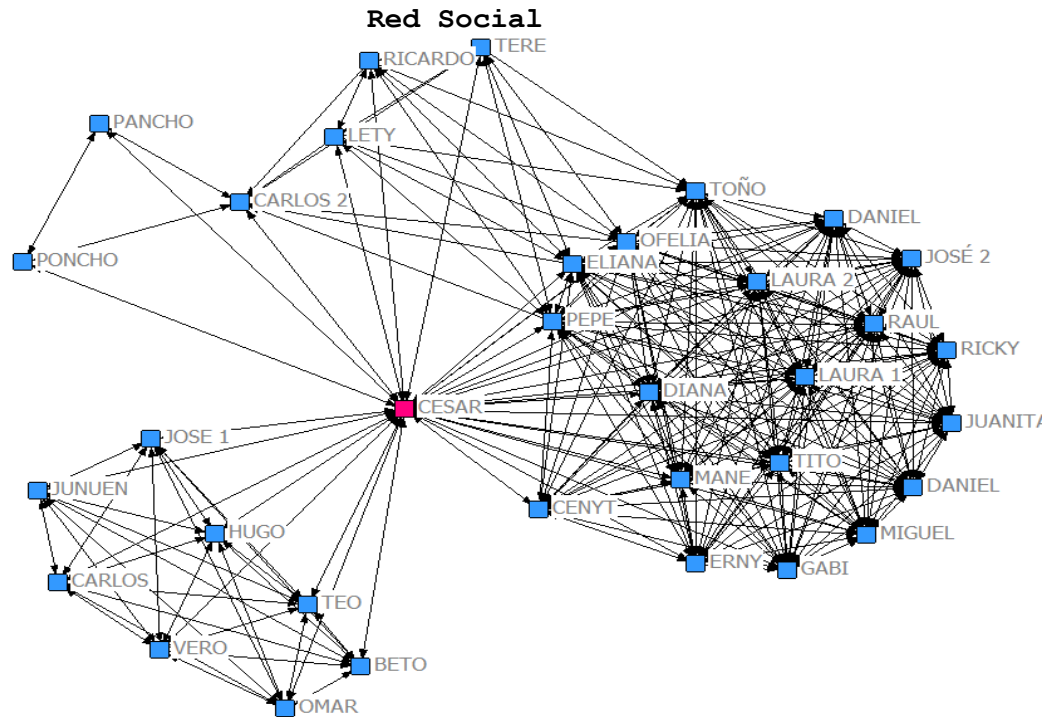 Red Social
TERE
RICARDO
PANCHO
LETY
TOÑO
CARLOS 2
DANIEL
OFELIA
JOSÉ 2
PONCHO
ELIANA
LAURA 2
PEPE
RAUL
RICKY
LAURA 1
DIANA
CESAR
JUANITA
JOSE 1
TITO
MANE
DANIEL
JUNUEN
CENYT
HUGO
MIGUEL
ERNY
GABI
CARLOS
TEO
VERO
BETO
OMAR